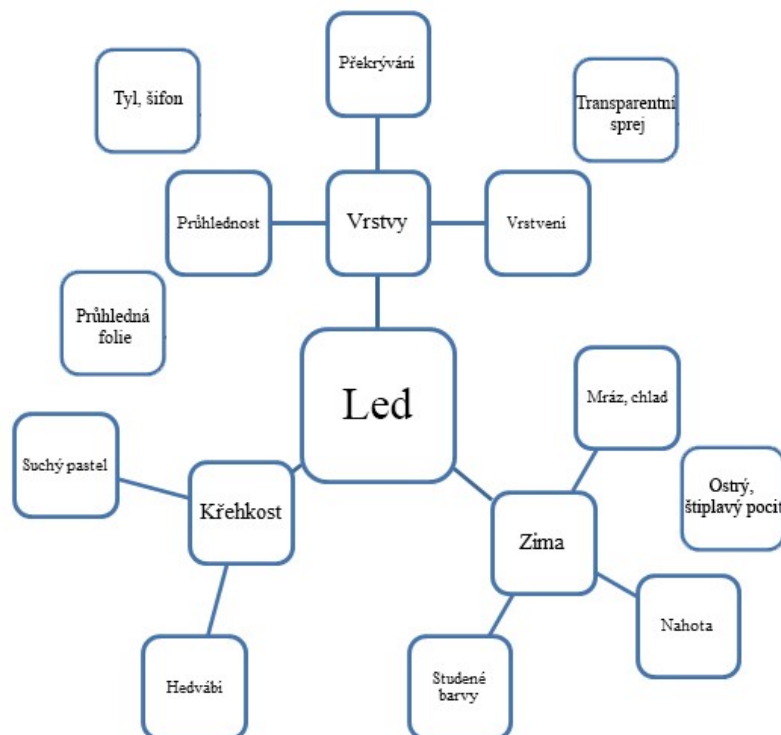 Překrývání
Tyl, šifon
Transparentní
sprej
Průhlednost
Vrstvy
Vrstvení
Průhledná
folie
Led
Mráz, chlad
Suchý pastel
Křehkost
Ostrý,
štiplavý pocit
Zima
Nahota
Hedvábí
Studené
barvy